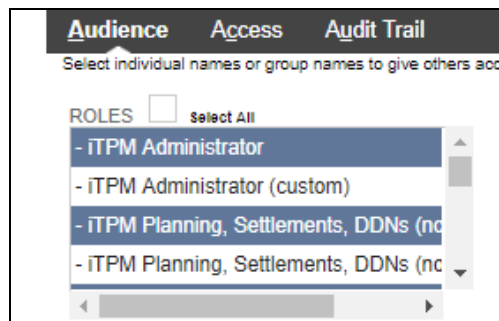 Audience Access Audit Trail
Select individual names or group names to give others acc
ROLES Select All
- iTPM Administrator
- iTPM Administrator (custom)
- iTPM Planning, Settlements, DDNs (no
- iTPM Planning, Settlements, DDNs (no